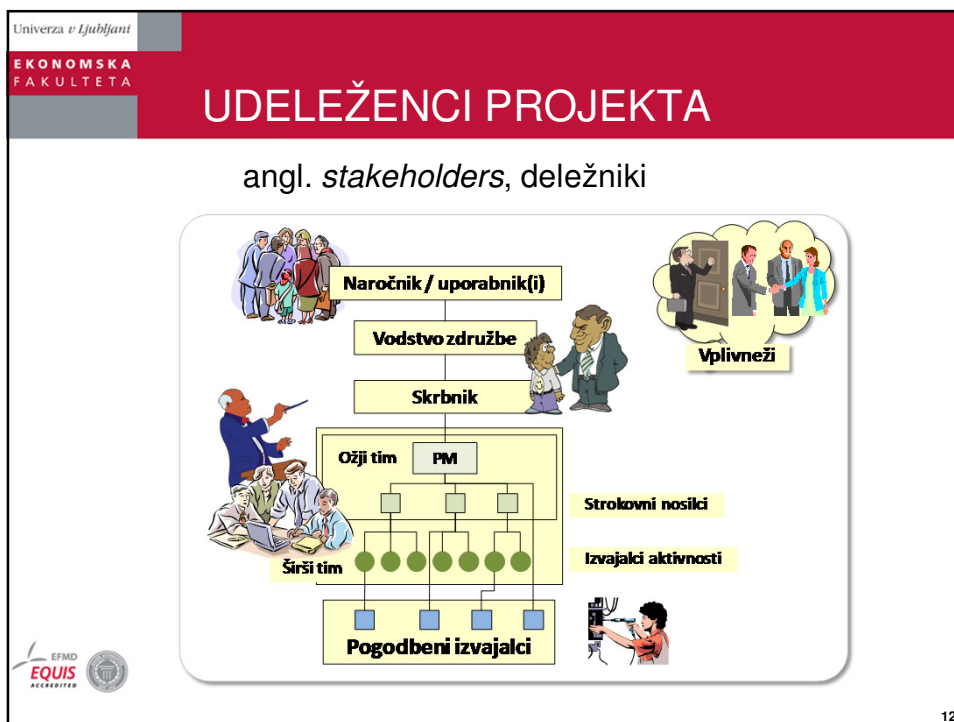 Univerza v Ljubljani
EKONOMSKA
FAKULTETA
UDELEŽENCI PROJEKTA
angl. stakeholders, deležniki
Naročnik / uporabnik(i)
Vodstvo združbe
Vplivneži
Skrbnik
Ožji tim
PM
Strokovni nosilci
Izvajalci aktivnosti
Širši tim
Pogodbeni izvajalci
EFMD
EQUIS
ACCREDITED
12